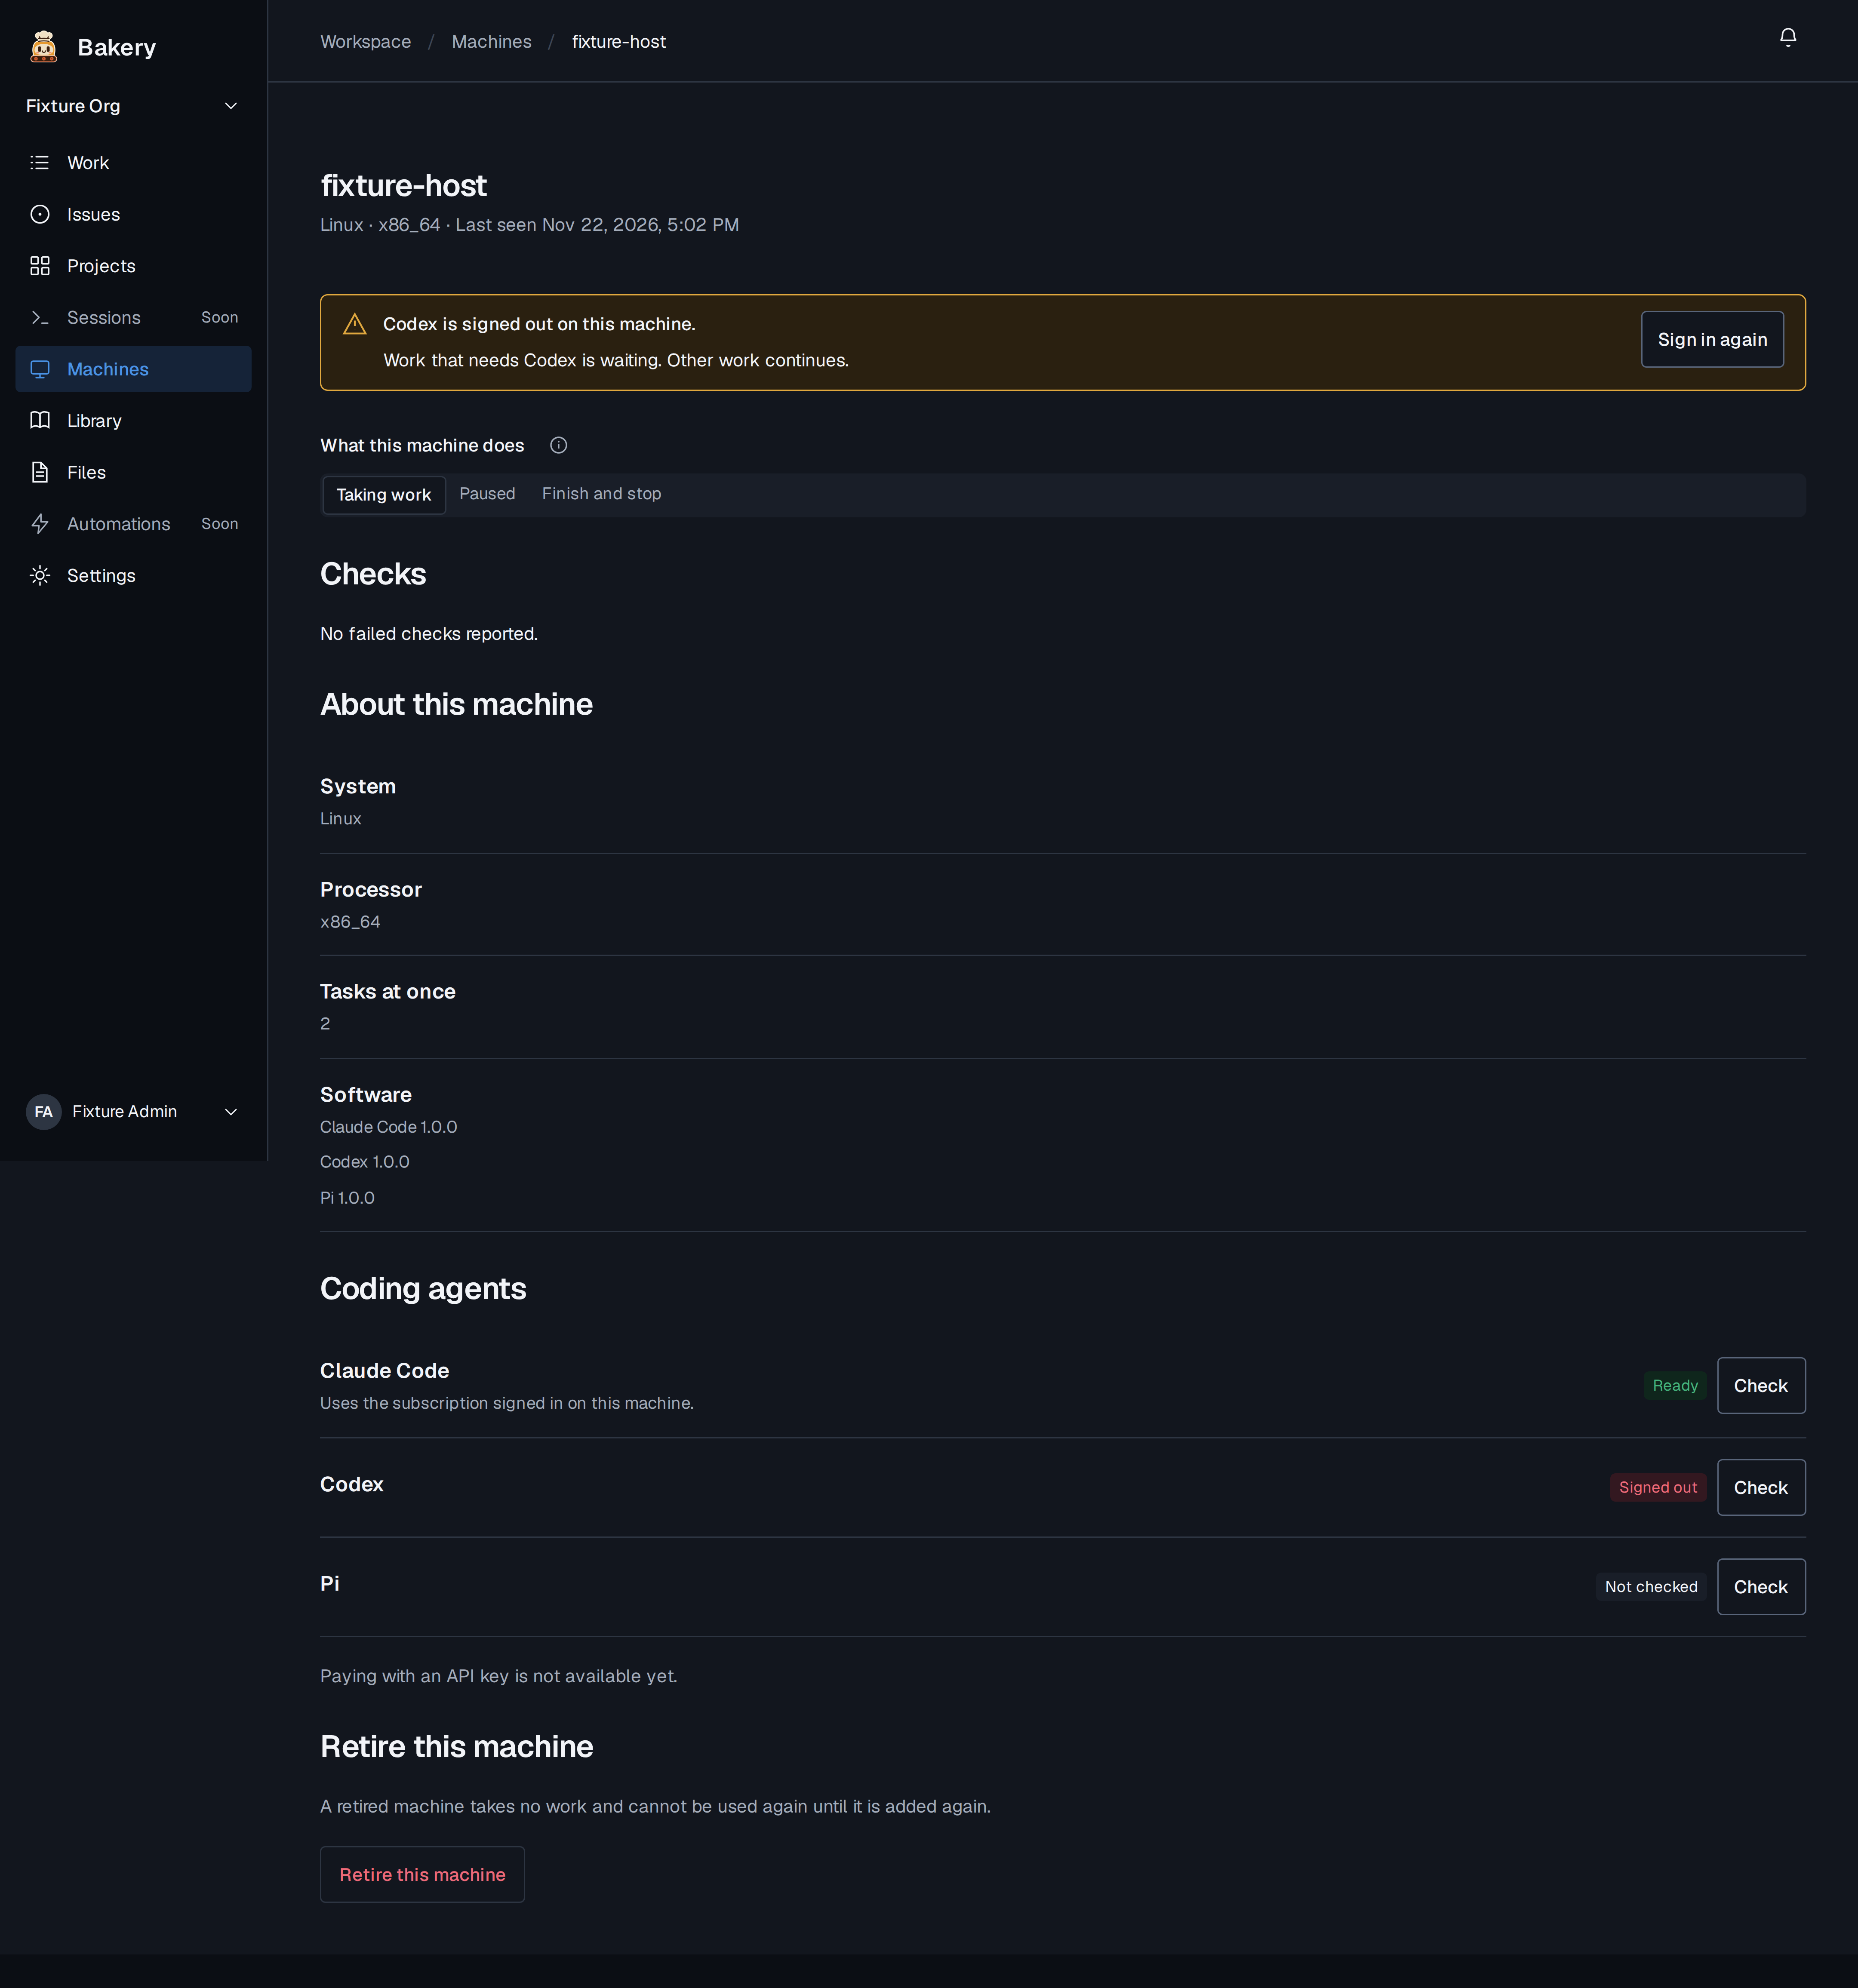 Bakery
Fixture Org
Work
Issues
Projects
Sessions Soon
Machines
Library
Files
Automations Soon
Settings
FA Fixture Admin
Workspace / Machines / fixture-host
fixture-host
Linux · x86_64 · Last seen Nov 22, 2026, 5:02 PM
Codex is signed out on this machine.
Work that needs Codex is waiting. Other work continues.
Sign in again
What this machine does
Taking work Paused Finish and stop
Checks
No failed checks reported.
About this machine
System
Linux
Processor
x86_64
Tasks at once
2
Software
Claude Code 1.0.0
Codex 1.0.0
Pi 1.0.0
Coding agents
Claude Code
Uses the subscription signed in on this machine.
Ready Check
Codex
Signed out Check
Pi
Not checked Check
Paying with an API key is not available yet.
Retire this machine
A retired machine takes no work and cannot be used again until it is added again.
Retire this machine